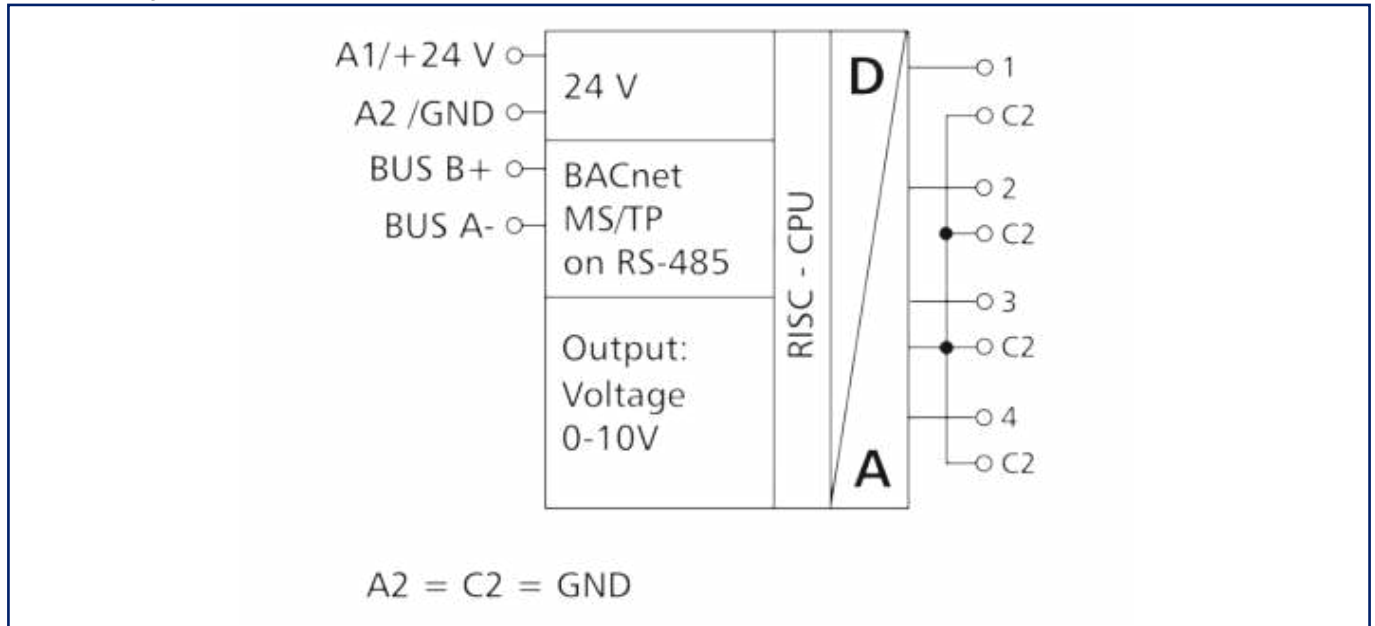 A1/+24 V
A2 /GND
BUS B+
BUS A-
24 V
BACnet
MS/TP
on RS-485
Output:
Voltage
0-10V
RISC - CPU
D
A
1
C2
2
C2
3
C2
4
C2
A2 = C2 = GND